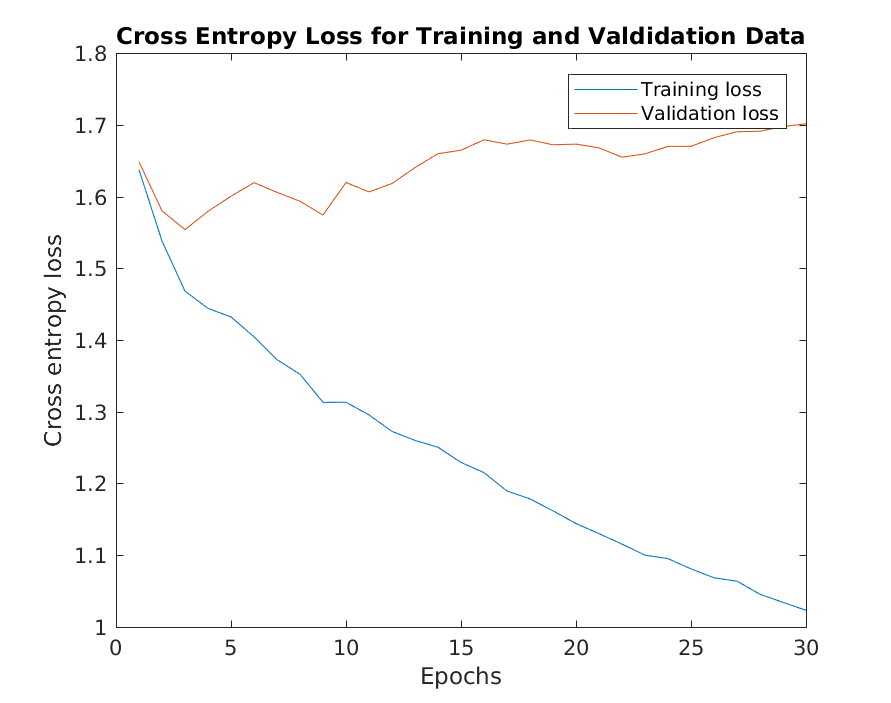 Cross Entropy Loss for Training and Valdidation Data
1.8
1.7
1.6
1.5
1.4
1.3
1.2
1.1
1
Cross entropy loss
Training loss
Validation loss
0 5 10 15 20 25 30
Epochs